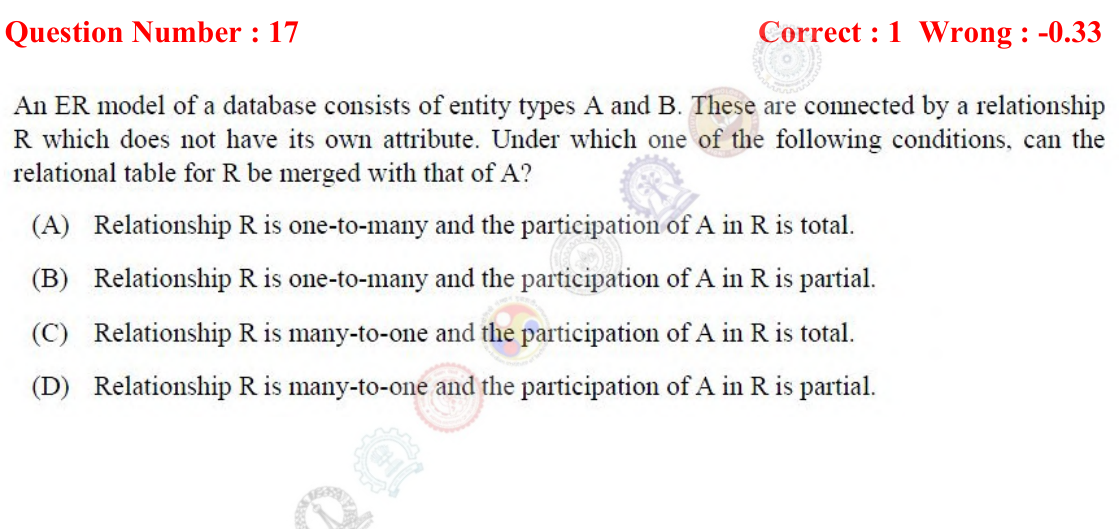 Question Number : 17 Correct : 1 Wrong : -0.33
An ER model of a database consists of entity types A and B. These are connected by a relationship
R which does not have its own attribute. Under which one of the following conditions, can the
relational table for R be merged with that of A?
(A) Relationship R is one-to-many and the participation of A in R is total.
(B) Relationship R is one-to-many and the participation of A in R is partial.
(C) Relationship R is many-to-one and the participation of A in R is total.
(D) Relationship R is many-to-one and the participation of A in R is partial.